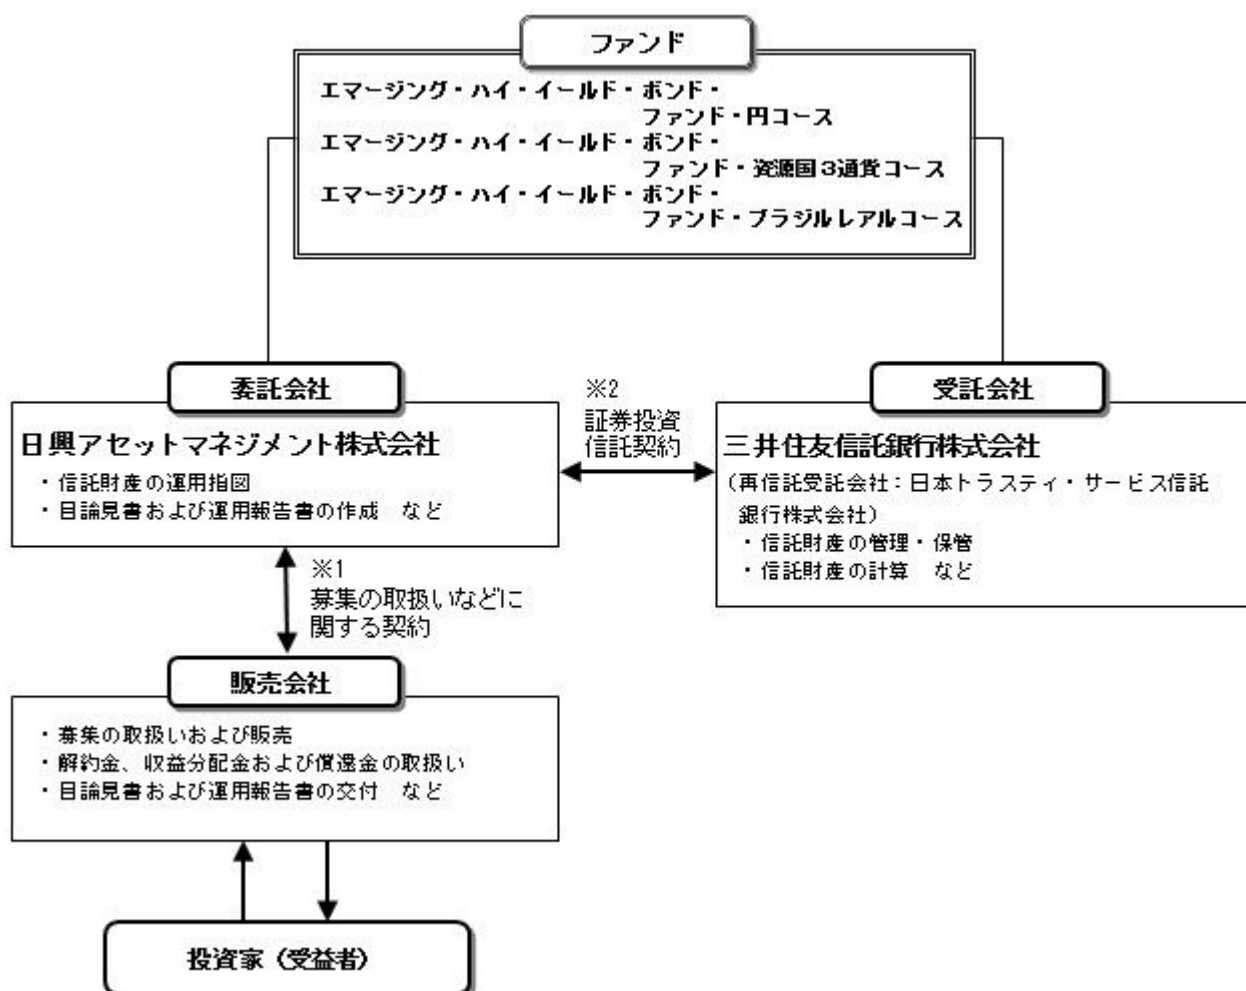 ファンド
エマージング・ハイ・イールド・ボンド・
ファンド・円コース
エマージング・ハイ・イールド・ボンド・
ファンド・資源国3通貨コース
エマージング・ハイ・イールド・ボンド・
ファンド・ブラジルレアルコース
委託会社
日興アセットマネジメント株式会社
・信託財産の運用指図
・目論見書および運用報告書の作成　など
※2
証券投資
信託契約
受託会社
三井住友信託銀行株式会社
(再信託受託会社：日本トラスティ・サービス信託
銀行株式会社)
・信託財産の管理・保管
・信託財産の計算　など
※1
募集の取扱いなどに
関する契約
販売会社
・募集の取扱いおよび販売
・解約金、収益分配金および償還金の取扱い
・目論見書および運用報告書の交付　など
投資家（受益者）